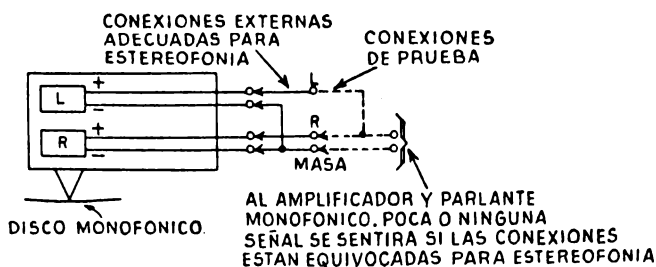 CONEXIONES EXTERNAS
ADECUADAS PARA
ESTEREOFONIA
CONEXIONES
DE PRUEBA
L
+
L
−
+
R
R
−
MASA
DISCO MONOFONICO.
AL AMPLIFICADOR Y PARLANTE
MONOFONICO. POCA O NINGUNA
SEÑAL SE SENTIRA SI LAS CONEXIONES
ESTAN EQUIVOCADAS PARA ESTEREOFONIA